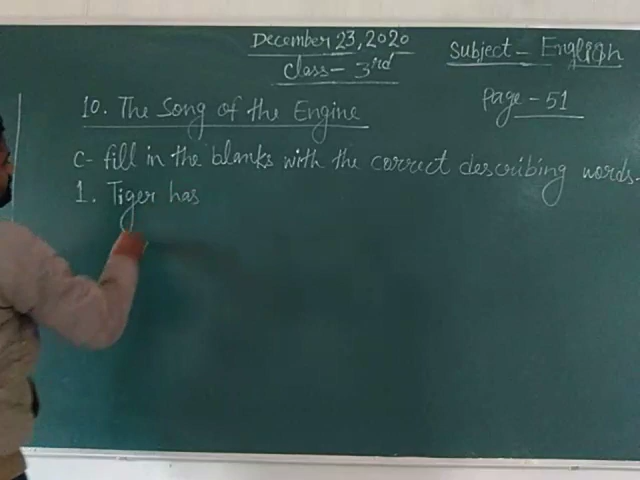 December 23, 2020
Class - 3rd
Subject - English
Page - 51
10. The Song of the Engine
C- fill in the blanks with the correct describing words.
1. Tiger has